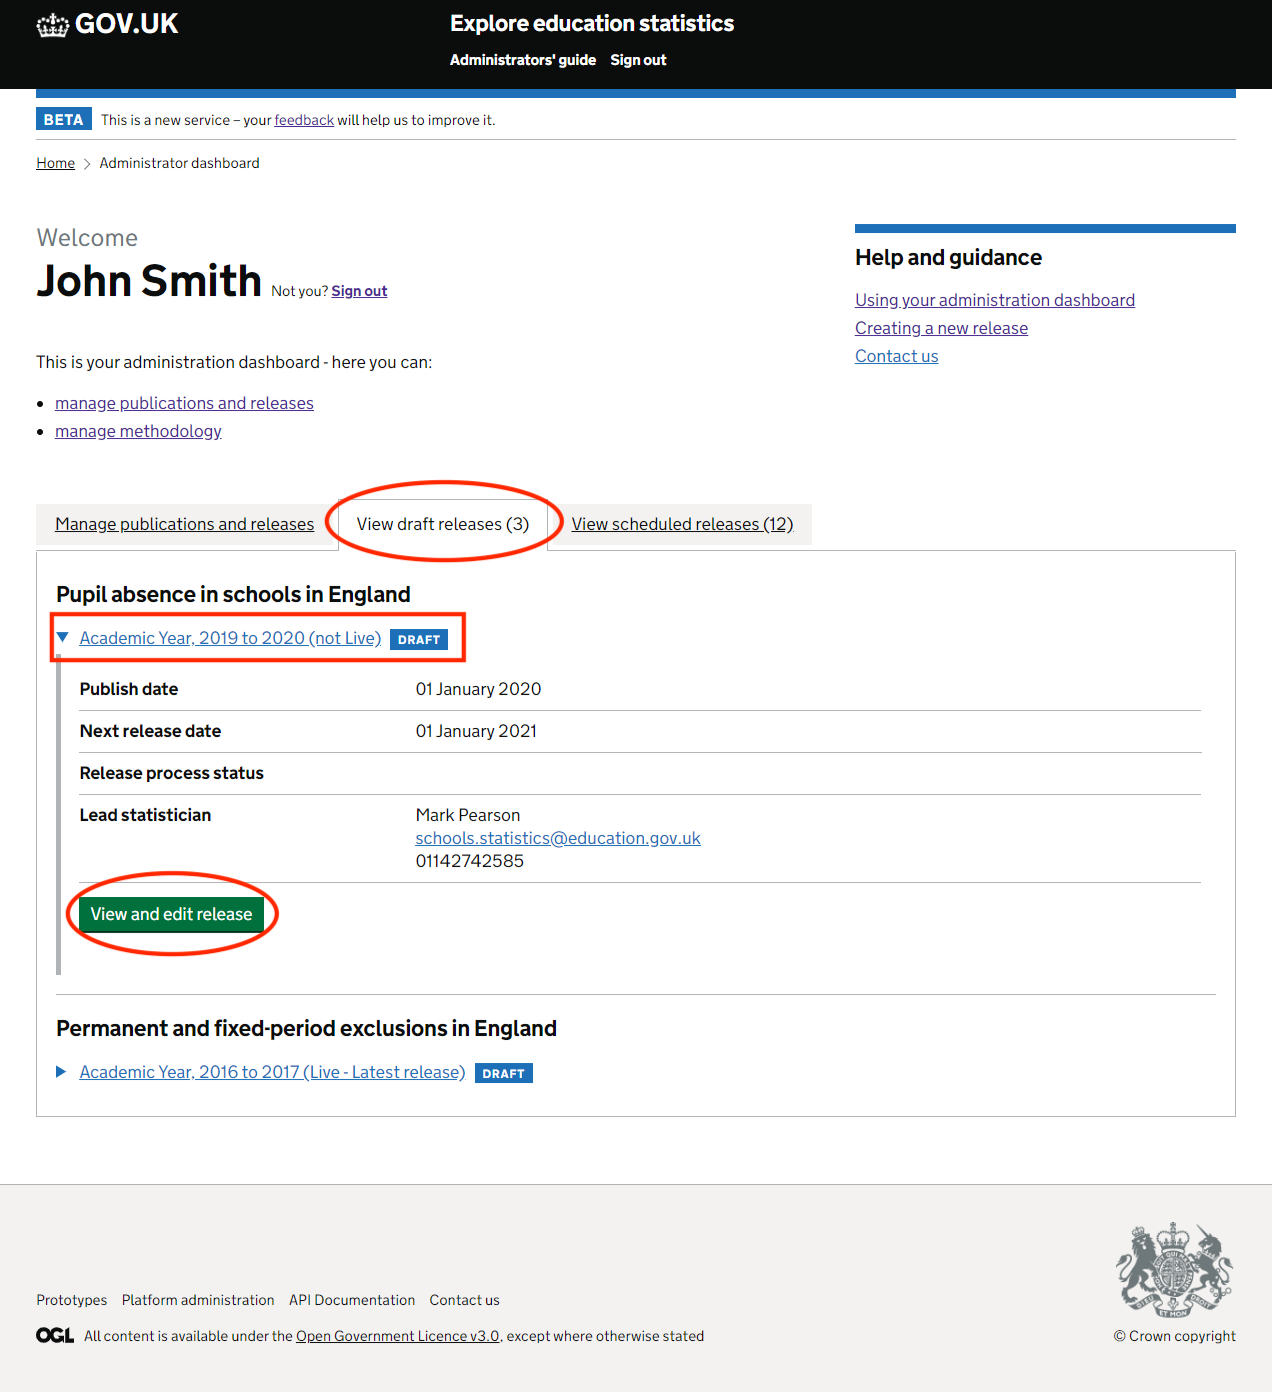 GOV.UK
Explore education statistics
Administrators' guide Sign out
BETA This is a new service – your feedback will help us to improve it.
Home Administrator dashboard
Welcome
John Smith Not you? Sign out
Help and guidance
Using your administration dashboard
Creating a new release
Contact us
This is your administration dashboard - here you can:
manage publications and releases
manage methodology
Manage publications and releases View draft releases (3) View scheduled releases (12)
Pupil absence in schools in England
Academic Year, 2019 to 2020 (not Live) DRAFT
Publish date 01 January 2020
Next release date 01 January 2021
Release process status
Lead statistician Mark Pearson
schools.statistics@education.gov.uk
01142742585
View and edit release
Permanent and fixed-period exclusions in England
Academic Year, 2016 to 2017 (Live - Latest release) DRAFT
Prototypes Platform administration API Documentation Contact us
OGL All content is available under the Open Government Licence v3.0, except where otherwise stated
© Crown copyright